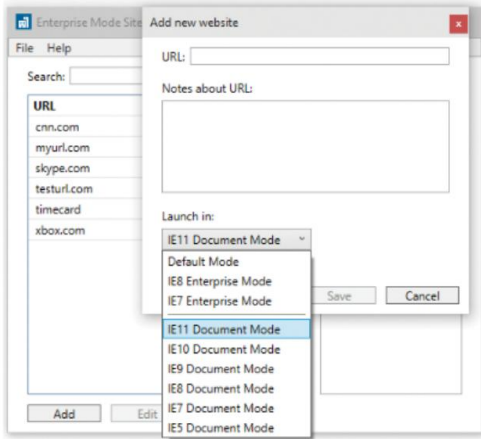 Enterprise Mode Site
File Help
Search:
URL
cnn.com
myurl.com
skype.com
testurl.com
timecard
xbox.com
Add Edit
Add new website
x
URL:
Notes about URL:
Launch in:
IE11 Document Mode
Default Mode
IE8 Enterprise Mode
IE7 Enterprise Mode
IE11 Document Mode
IE10 Document Mode
IE9 Document Mode
IE8 Document Mode
IE7 Document Mode
IE5 Document Mode
Save Cancel